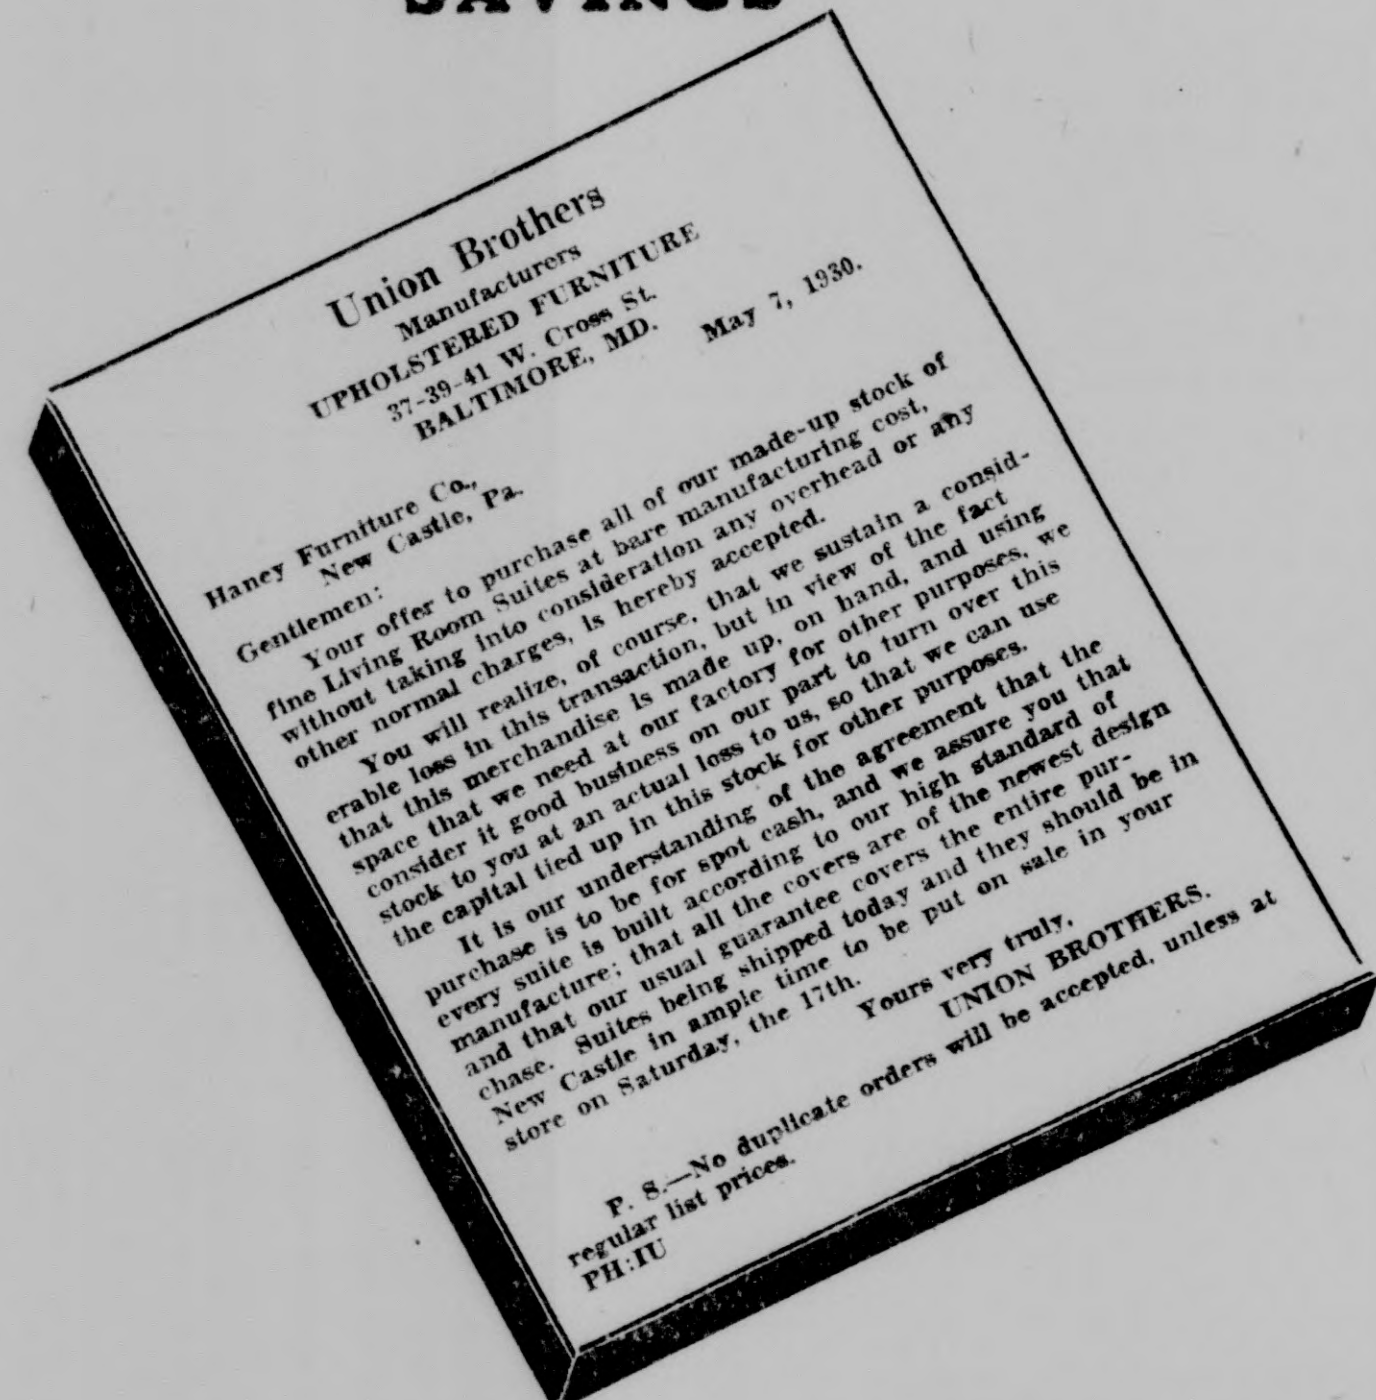 SAVINGS
Union Brothers
Manufacturers
UPHOLSTERED FURNITURE
37-39-41 W. Cross St.
BALTIMORE, MD.
May 7, 1930.
Haney Furniture Co.,
New Castle, Pa.
Gentlemen:
Your offer to purchase all of our made-up stock of
fine Living Room Suites at bare manufacturing cost,
without taking into consideration any overhead or any
other normal charges, is hereby accepted.
You will realize, of course, that we sustain a consid-
erable loss in this transaction, but in view of the fact
that this merchandise is made up, on hand, and using
space that we need at our factory for other purposes, we
consider it good business on our part to turn over this
stock to you at an actual loss to us, so that we can use
the capital tied up in this stock for other purposes.
It is our understanding of the agreement that the
purchase is to be for spot cash, and we assure you that
every suite is built according to our high standard of
manufacture; that all the covers are of the newest design
and that our usual guarantee covers the entire pur-
chase. Suites being shipped today and they should be in
New Castle in ample time to be put on sale in your
store on Saturday, the 17th.
Yours very truly,
UNION BROTHERS.
P. S.—No duplicate orders will be accepted, unless at
regular list prices.
PH:IU